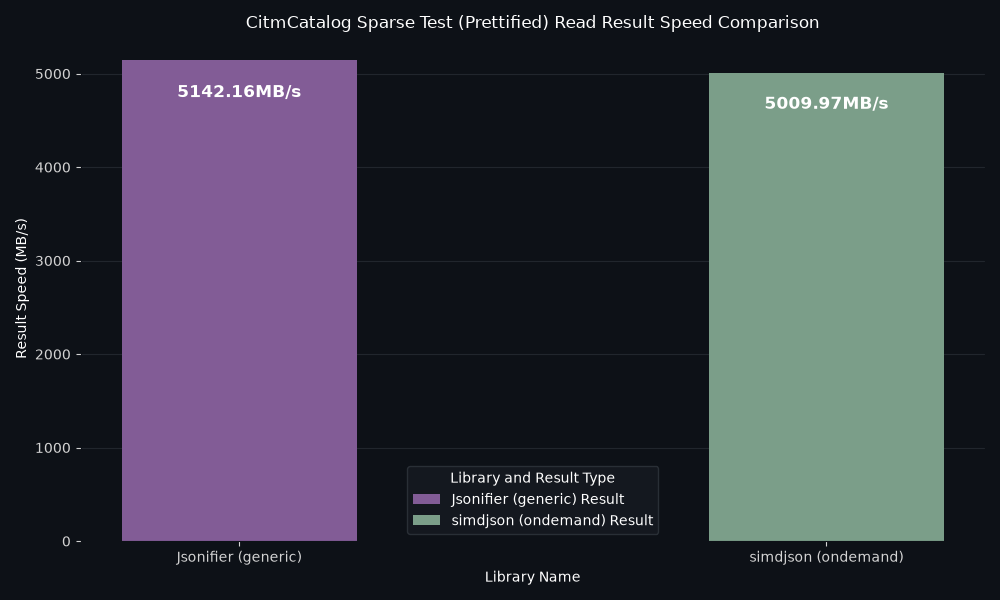 CitmCatalog Sparse Test (Prettified) Read Result Speed Comparison
Result Speed (MB/s)
5000
4000
3000
2000
1000
0
5142.16MB/s
5009.97MB/s
Library and Result Type
Jsonifier (generic) Result
simdjson (ondemand) Result
Jsonifier (generic)
simdjson (ondemand)
Library Name